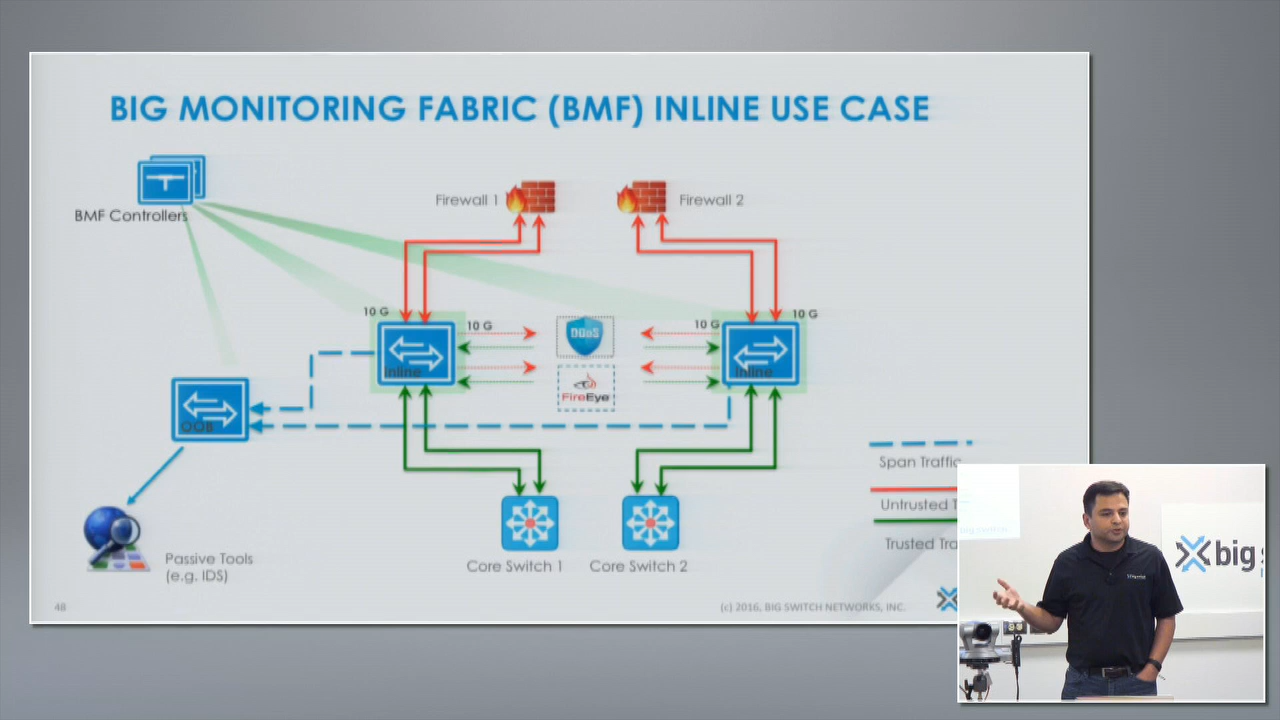 BIG MONITORING FABRIC (BMF) INLINE USE CASE
BMF Controllers
Firewall 1
Firewall 2
10 G
10 G
10 G
10 G
DDoS
Inline
Inline
FireEye
OOB
Span Traffic
Untrusted T
Trusted Tra
Passive Tools
(e.g. IDS)
Core Switch 1
Core Switch 2
48
(c) 2016, BIG SWITCH NETWORKS, INC.
big s